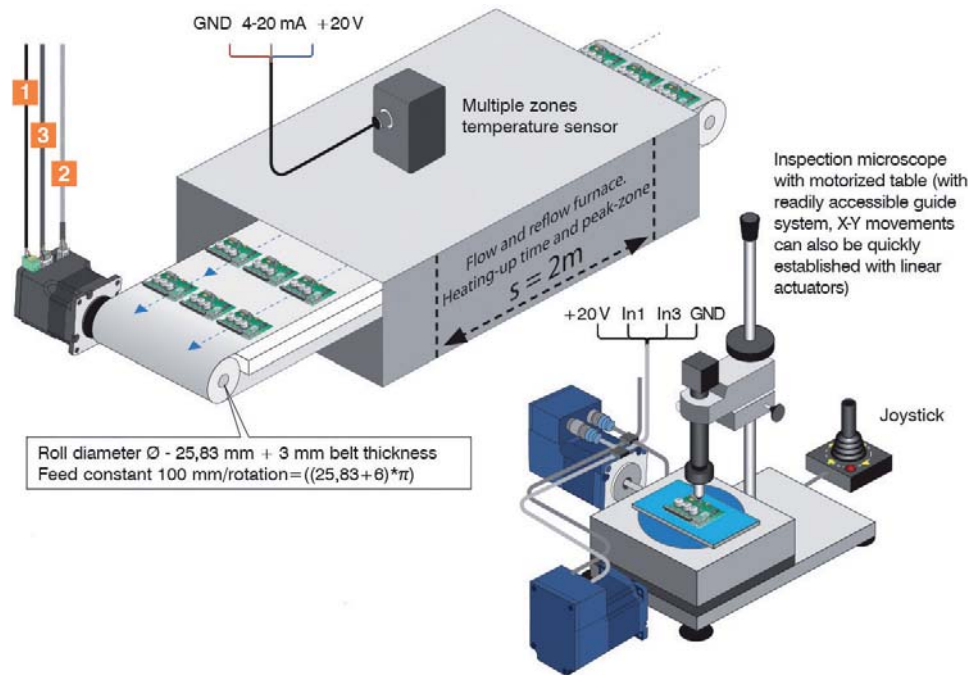 GND 4-20 mA +20 V
1
3
2
Multiple zones
temperature sensor
Flow and reflow furnace.
Heating-up time and peak-zone
s = 2m
Inspection microscope
with motorized table (with
readily accessible guide
system, X-Y movements
can also be quickly
established with linear
actuators)
+20 V In1 In3 GND
Joystick
Roll diameter Ø - 25,83 mm + 3 mm belt thickness
Feed constant 100 mm/rotation=((25,83+6)*π)